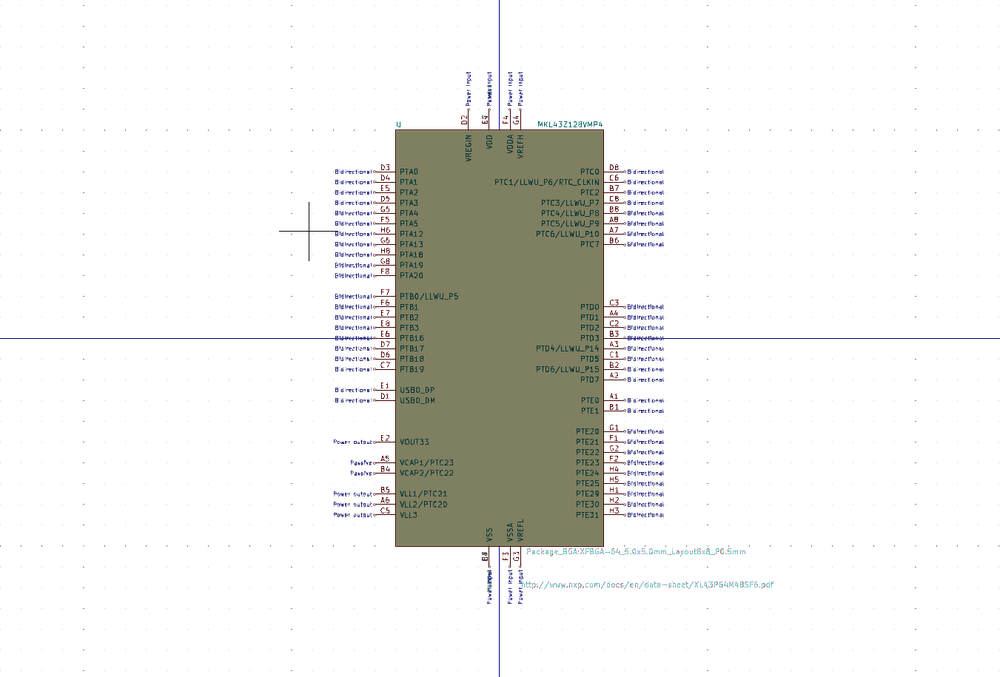 Power input
Power input
Power input
D2
E4
F4
G4
U
MKL43Z128VMP4
VREGIN
VDD
VDDA
VREFH
Bidirectional D3 PTA0
Bidirectional D4 PTA1
Bidirectional E5 PTA2
Bidirectional D5 PTA3
Bidirectional G5 PTA4
Bidirectional F5 PTA5
Bidirectional H6 PTA12
Bidirectional G6 PTA13
Bidirectional H8 PTA18
Bidirectional G8 PTA19
Bidirectional F8 PTA20
Bidirectional F7 PTB0/LLWU_P5
Bidirectional F6 PTB1
Bidirectional E7 PTB2
Bidirectional E8 PTB3
Bidirectional E6 PTB16
Bidirectional D7 PTB17
Bidirectional D6 PTB18
Bidirectional C7 PTB19
Bidirectional E1 USB0_DP
Bidirectional D1 USB0_DM
Power output E2 VOUT33
Passive A5 VCAP1/PTC23
Passive B4 VCAP2/PTC22
Power output B5 VLL1/PTC21
Power output A6 VLL2/PTC20
Power output C5 VLL3
PTC0 D8 Bidirectional
PTC1/LLWU_P6/RTC_CLKIN C6 Bidirectional
PTC2 B7 Bidirectional
PTC3/LLWU_P7 C8 Bidirectional
PTC4/LLWU_P8 B8 Bidirectional
PTC5/LLWU_P9 A8 Bidirectional
PTC6/LLWU_P10 A7 Bidirectional
PTC7 B6 Bidirectional
PTD0 C3 Bidirectional
PTD1 A4 Bidirectional
PTD2 C2 Bidirectional
PTD3 B3 Bidirectional
PTD4/LLWU_P14 A3 Bidirectional
PTD5 C1 Bidirectional
PTD6/LLWU_P15 B2 Bidirectional
PTD7 A2 Bidirectional
PTE0 A1 Bidirectional
PTE1 B1 Bidirectional
PTE20 G1 Bidirectional
PTE21 F1 Bidirectional
PTE22 G2 Bidirectional
PTE23 F2 Bidirectional
PTE24 H4 Bidirectional
PTE25 H5 Bidirectional
PTE29 H1 Bidirectional
PTE30 H2 Bidirectional
PTE31 H3 Bidirectional
VSS
VSSA
VREFL
F3
G3
Power input
Power input
Package_BGA:XFBGA-64_5.0x5.0mm_Layout8x8_P0.5mm
http://www.nxp.com/docs/en/data-sheet/KL43P64M48SF6.pdf